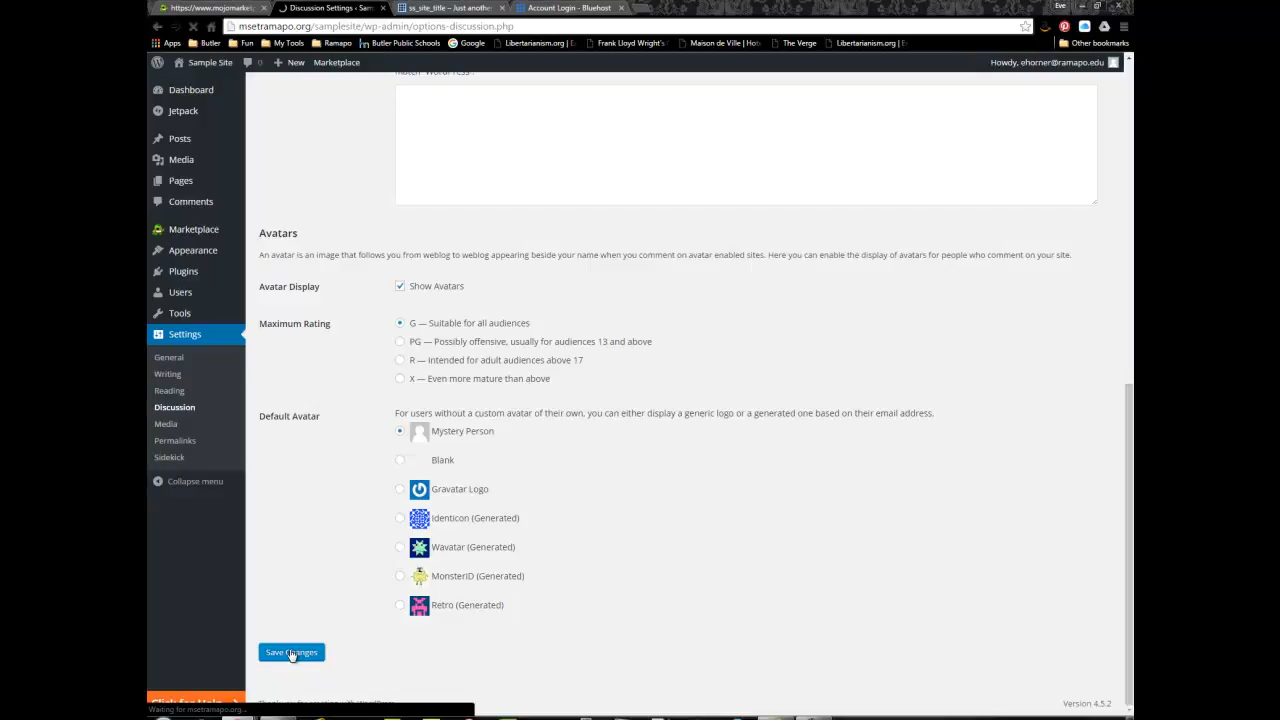 https://www.mojomarket
Discussion Settings ‹ Sam
ss_site_title – Just anothe
Account Login - Bluehost
Eve
msetramapo.org/samplesite/wp-admin/options-discussion.php
Apps
Butler
Fun
My Tools
Ramapo
Butler Public Schools
Google
Libertarianism.org | E
Frank Lloyd Wright's
Maison de Ville | Hot
The Verge
Libertarianism.org | E
Other bookmarks
Sample Site
0
New
Marketplace
Howdy, ehorner@ramapo.edu
Dashboard
Jetpack
Posts
Media
Pages
Comments
Marketplace
Appearance
Plugins
Users
Tools
Settings
General
Writing
Reading
Discussion
Media
Permalinks
Sidekick
Collapse menu
Click for Help
Waiting for msetramapo.org...
match "WordPress".
Avatars
An avatar is an image that follows you from weblog to weblog appearing beside your name when you comment on avatar enabled sites. Here you can enable the display of avatars for people who comment on your site.
Avatar Display
Show Avatars
Maximum Rating
G — Suitable for all audiences
PG — Possibly offensive, usually for audiences 13 and above
R — Intended for adult audiences above 17
X — Even more mature than above
Default Avatar
For users without a custom avatar of their own, you can either display a generic logo or a generated one based on their email address.
Mystery Person
Blank
Gravatar Logo
Identicon (Generated)
Wavatar (Generated)
MonsterID (Generated)
Retro (Generated)
Save Changes
Version 4.5.2